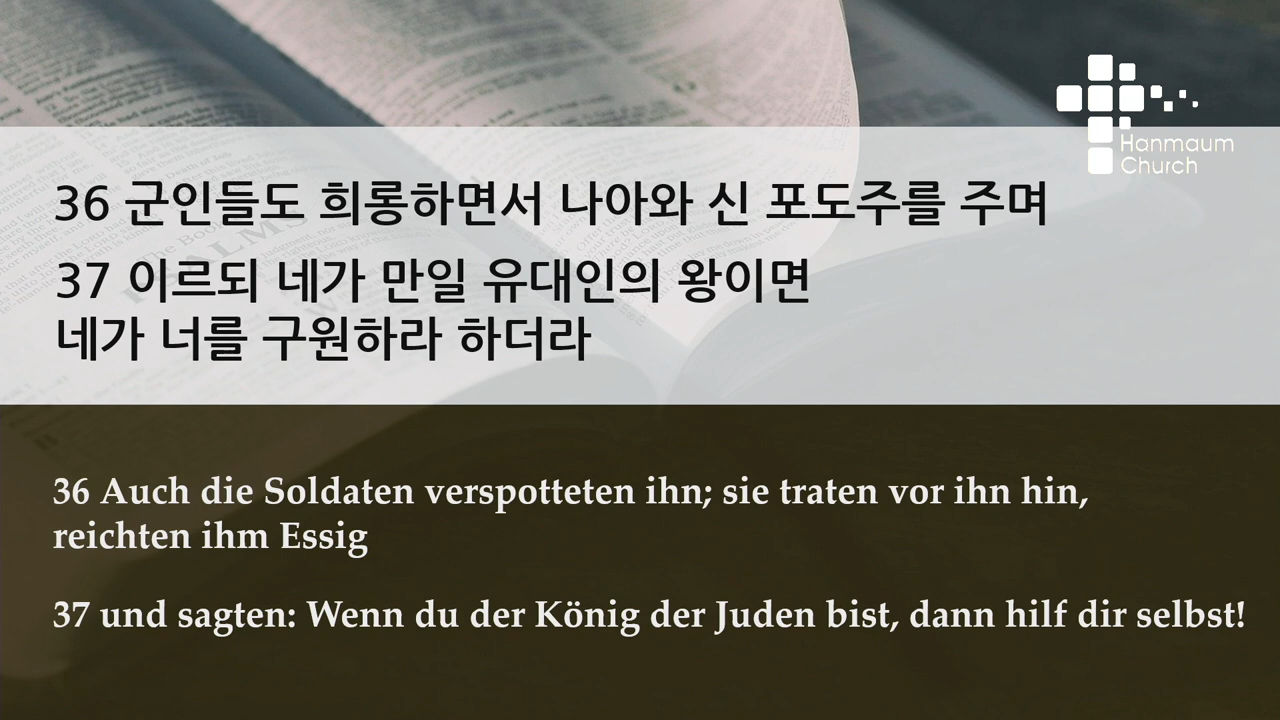 Hanmaum
Church
36 군인들도 희롱하면서 나아와 신 포도주를 주며
37 이르되 네가 만일 유대인의 왕이면
네가 너를 구원하라 하더라
36 Auch die Soldaten verspotteten ihn; sie traten vor ihn hin,
reichten ihm Essig
37 und sagten: Wenn du der König der Juden bist, dann hilf dir selbst!